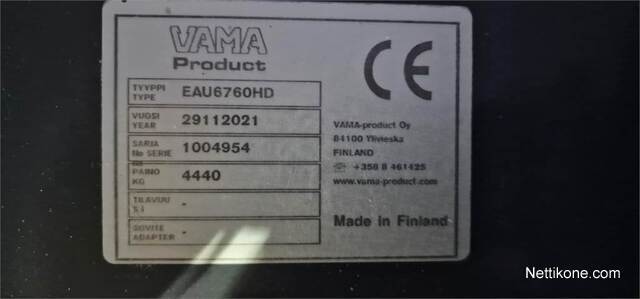 VAMA
Product
TYYPPI
TYPE
EAU6760HD
VUOSI
YEAR
29112021
SARJA
No SERIE
1004954
PAINO
KG
4440
TILAVUU
-
SOVITE
ADAPTER
-
CE
VAMA-product Oy
84100 Ylivieska
FINLAND
☏ +358 8 461425
www.vama-product.com
Made in Finland
Nettikone.com